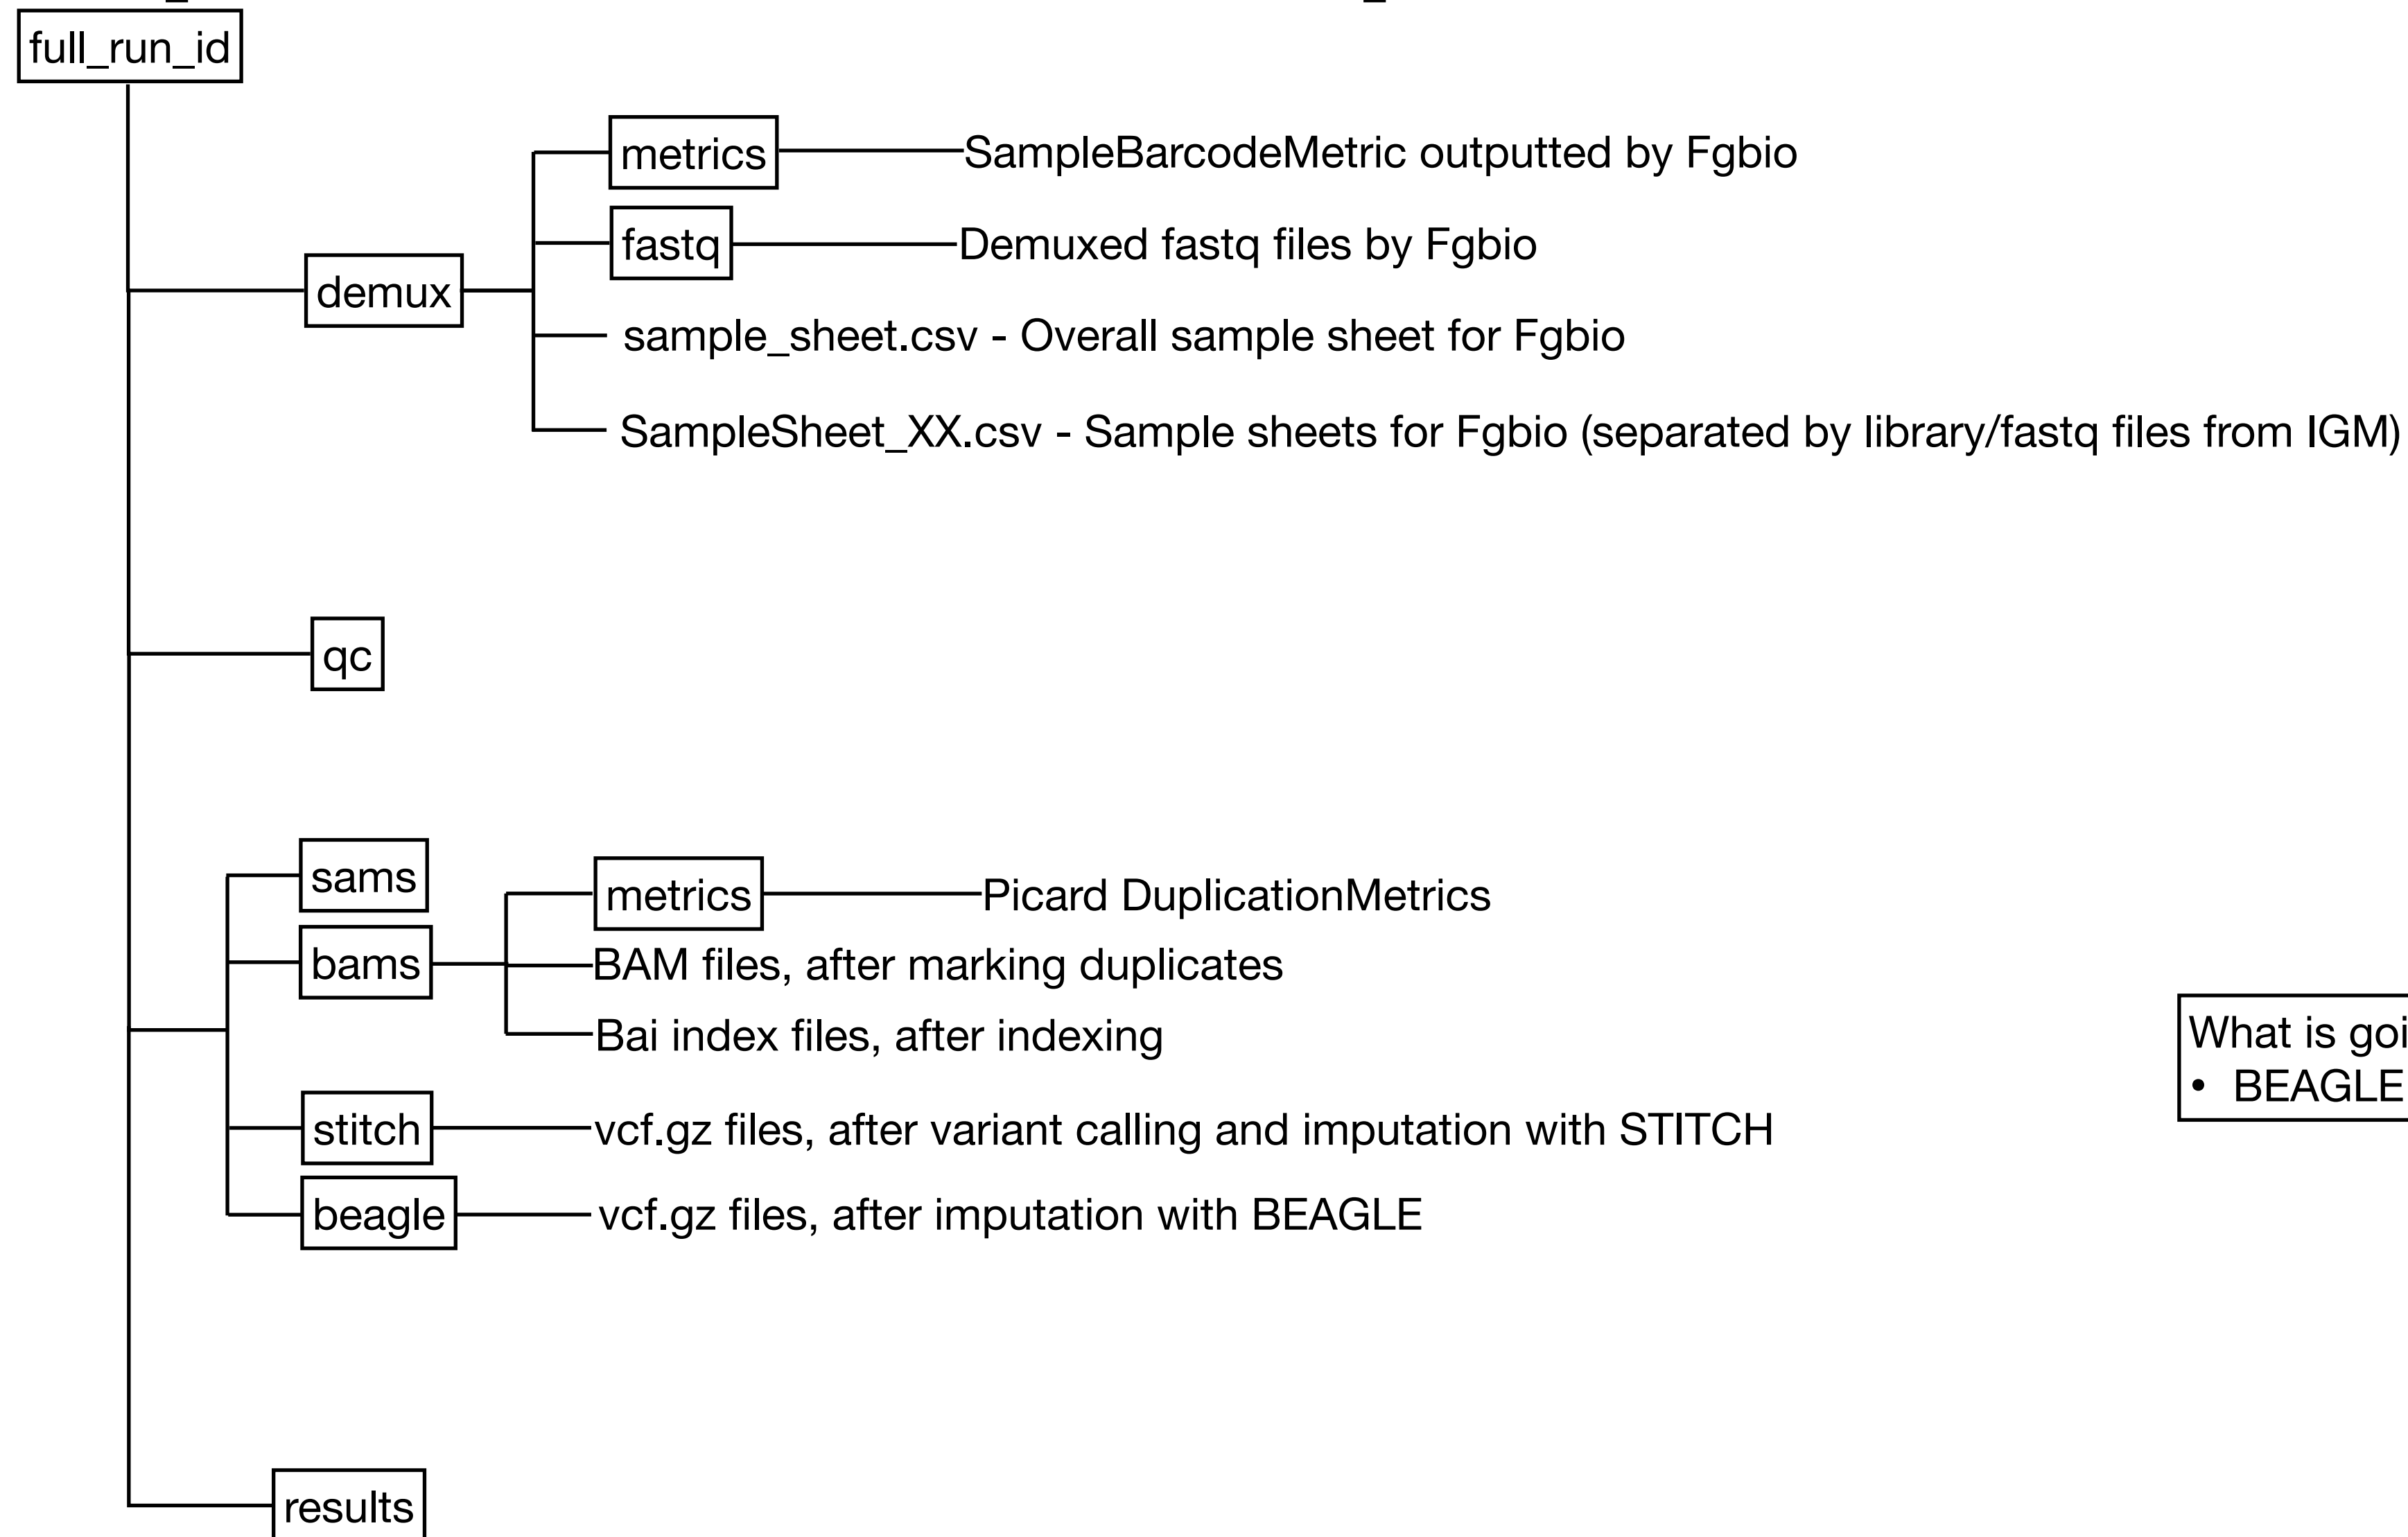 full_run_id
metrics
SampleBarcodeMetric outputted by Fgbio
fastq
Demuxed fastq files by Fgbio
demux
sample_sheet.csv - Overall sample sheet for Fgbio
SampleSheet_XX.csv - Sample sheets for Fgbio (separated by library/fastq files from IGM)
qc
sams
metrics
Picard DuplicationMetrics
bams
BAM files, after marking duplicates
Bai index files, after indexing
What is
• BEAGLE
stitch
vcf.gz files, after variant calling and imputation with STITCH
beagle
vcf.gz files, after imputation with BEAGLE
results